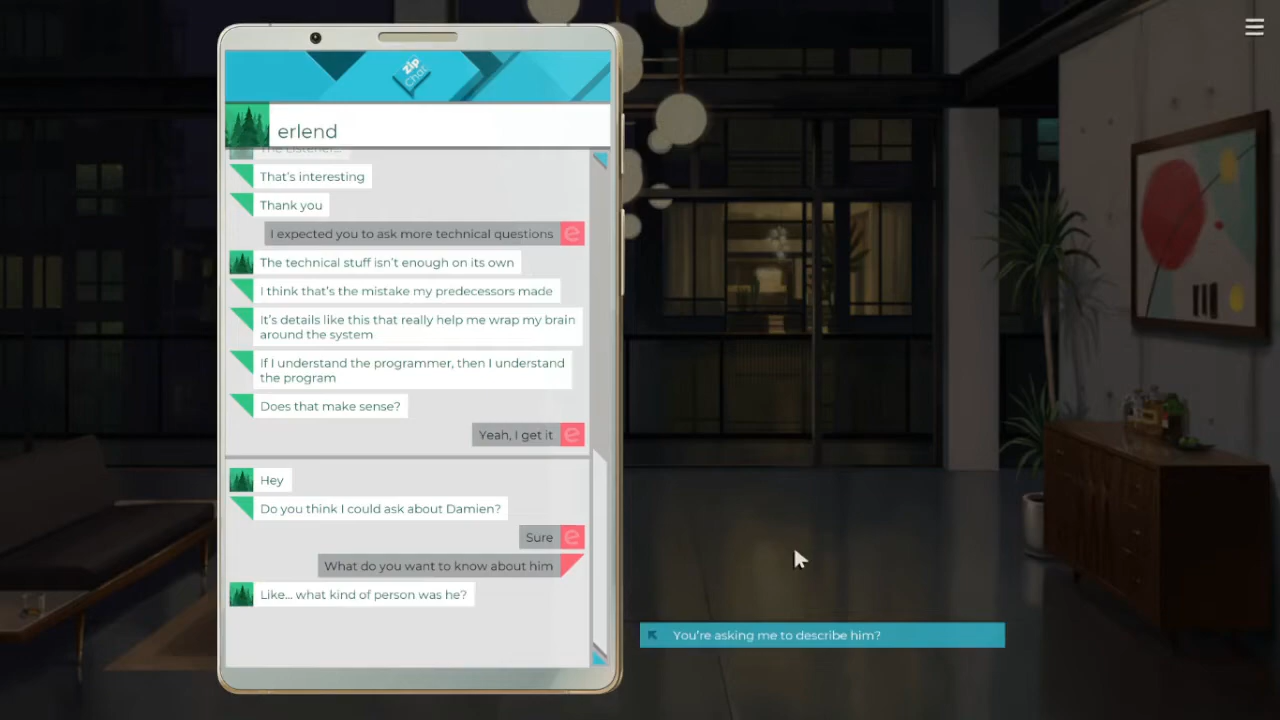 Zip
Chat
erlend
The Listener...
That's interesting
Thank you
I expected you to ask more technical questions
The technical stuff isn't enough on its own
I think that's the mistake my predecessors made
It's details like this that really help me wrap my brain
around the system
If I understand the programmer, then I understand
the program
Does that make sense?
Yeah, I get it
Hey
Do you think I could ask about Damien?
Sure
What do you want to know about him
Like... what kind of person was he?
You're asking me to describe him?